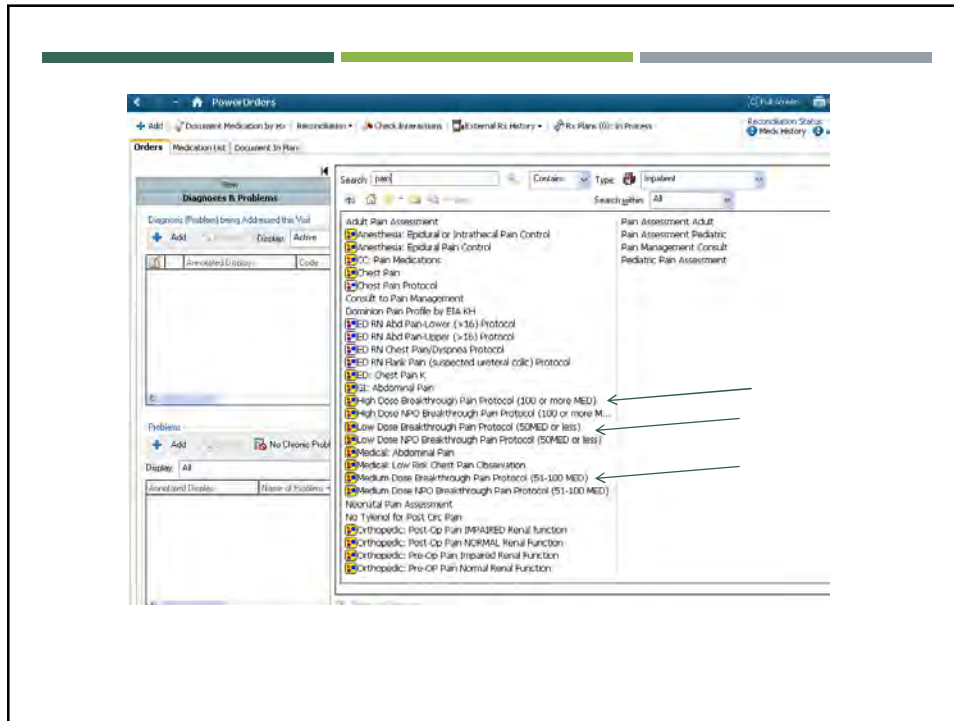 PowerOrders
Full screen
Add Document Medication by Hx Reconciliation Check Interactions External Rx History Rx Plans (0): In Process
Reconciliation Status
Meds History
Orders Medication List Document In Plan
View
Diagnoses & Problems
Diagnosis (Problem) being Addressed this Visit
Add Display: Active
Annotated Display Code
Problems
Add No Chronic Probl
Display: All
Annotated Display Name of Problem
Search: pain Contains Type: Inpatient
Search within: All
Adult Pain Assessment
Anesthesia: Epidural or Intrathecal Pain Control
Anesthesia: Epidural Pain Control
CC: Pain Medications
Chest Pain
Chest Pain Protocol
Consult to Pain Management
Dominion Pain Profile by EIA KH
ED RN Abd Pain-Lower (>16) Protocol
ED RN Abd Pain-Upper (>16) Protocol
ED RN Chest Pain/Dyspnea Protocol
ED RN Flank Pain (suspected ureteral colic) Protocol
ED: Chest Pain K
GI: Abdominal Pain
High Dose Breakthrough Pain Protocol (100 or more MED)
High Dose NPO Breakthrough Pain Protocol (100 or more M...
Low Dose Breakthrough Pain Protocol (50MED or less)
Low Dose NPO Breakthrough Pain Protocol (50MED or less)
Medical: Abdominal Pain
Medical: Low Risk Chest Pain Observation
Medium Dose Breakthrough Pain Protocol (51-100 MED)
Medium Dose NPO Breakthrough Pain Protocol (51-100 MED)
Neonatal Pain Assessment
No Tylenol for Post Circ Pain
Orthopedic: Post-Op Pain IMPAIRED Renal function
Orthopedic: Post-Op Pain NORMAL Renal Function
Orthopedic: Pre-Op Pain Impaired Renal Function
Orthopedic: Pre-OP Pain Normal Renal Function
Pain Assessment Adult
Pain Assessment Pediatric
Pain Management Consult
Pediatric Pain Assessment